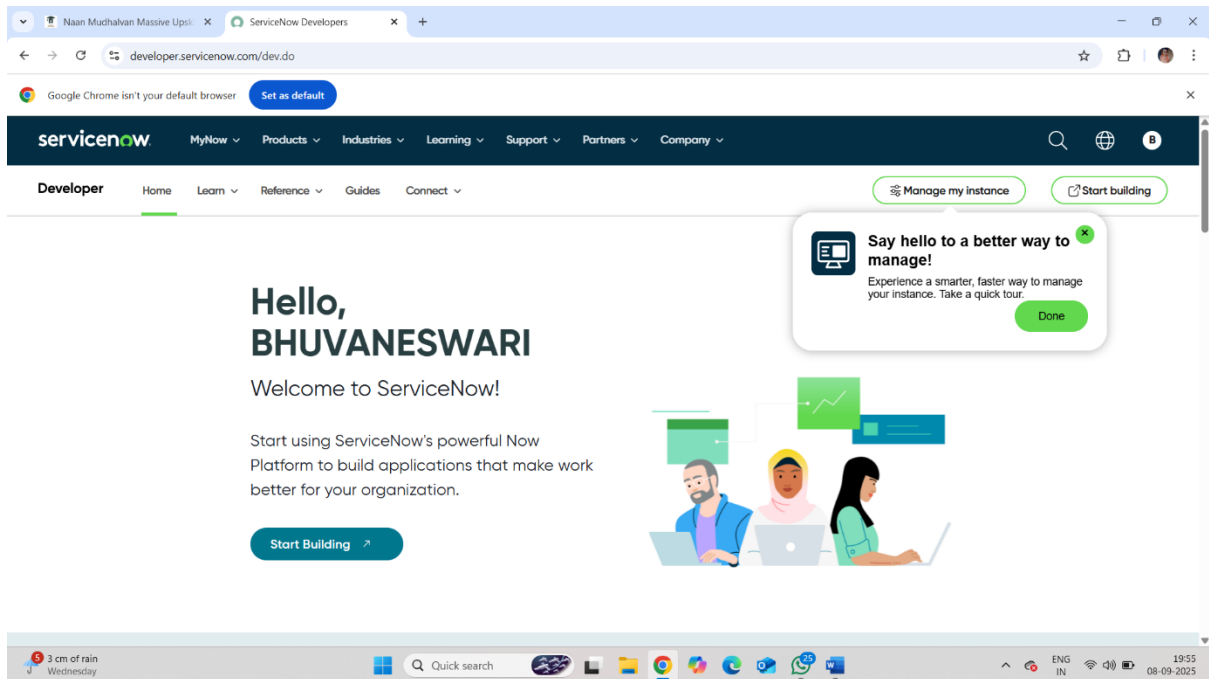 Naan Mudhalvan Massive Upsk
ServiceNow Developers
developer.servicenow.com/dev.do
Google Chrome isn't your default browser
Set as default
servicenow
MyNow
Products
Industries
Learning
Support
Partners
Company
B
Developer
Home
Learn
Reference
Guides
Connect
Manage my instance
Start building
Say hello to a better way to
manage!
Experience a smarter, faster way to manage
your instance. Take a quick tour.
Done
Hello,
BHUVANESWARI
Welcome to ServiceNow!
Start using ServiceNow's powerful Now
Platform to build applications that make work
better for your organization.
Start Building
5
3 cm of rain
Wednesday
Quick search
25
ENG
IN
19:55
08-09-2025